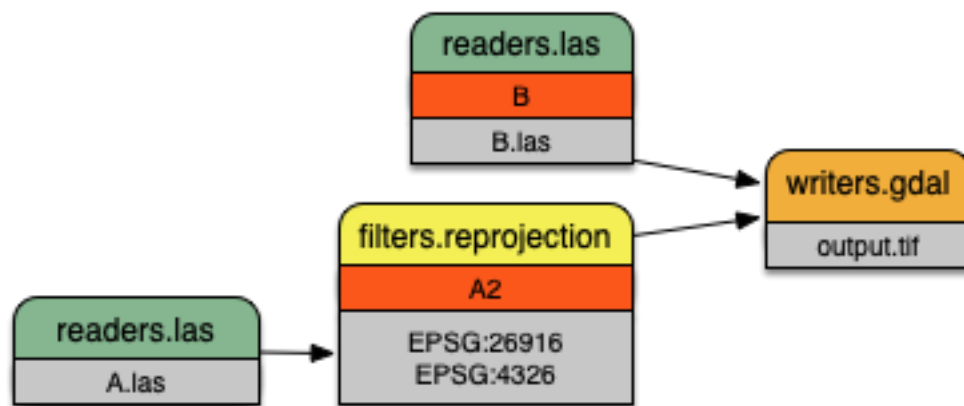 readers.las
B
B.las
writers.gdal
output.tif
filters.reprojection
A2
EPSG:26916
EPSG:4326
readers.las
A.las